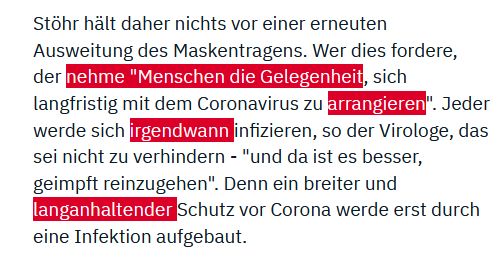 Stöhr hält daher nichts vor einer erneuten
Ausweitung des Maskentragens. Wer dies fordere,
der nehme "Menschen die Gelegenheit, sich
langfristig mit dem Coronavirus zu arrangieren". Jeder
werde sich irgendwann infizieren, so der Virologe, das
sei nicht zu verhindern - "und da ist es besser,
geimpft reinzugehen". Denn ein breiter und
langanhaltender Schutz vor Corona werde erst durch
eine Infektion aufgebaut.